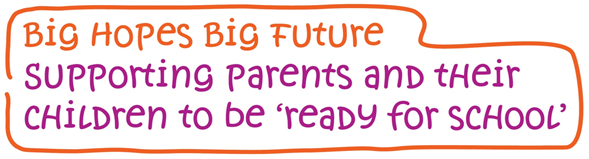 Big Hopes Big Future
Supporting parents and their
children to be ‘ready for school’